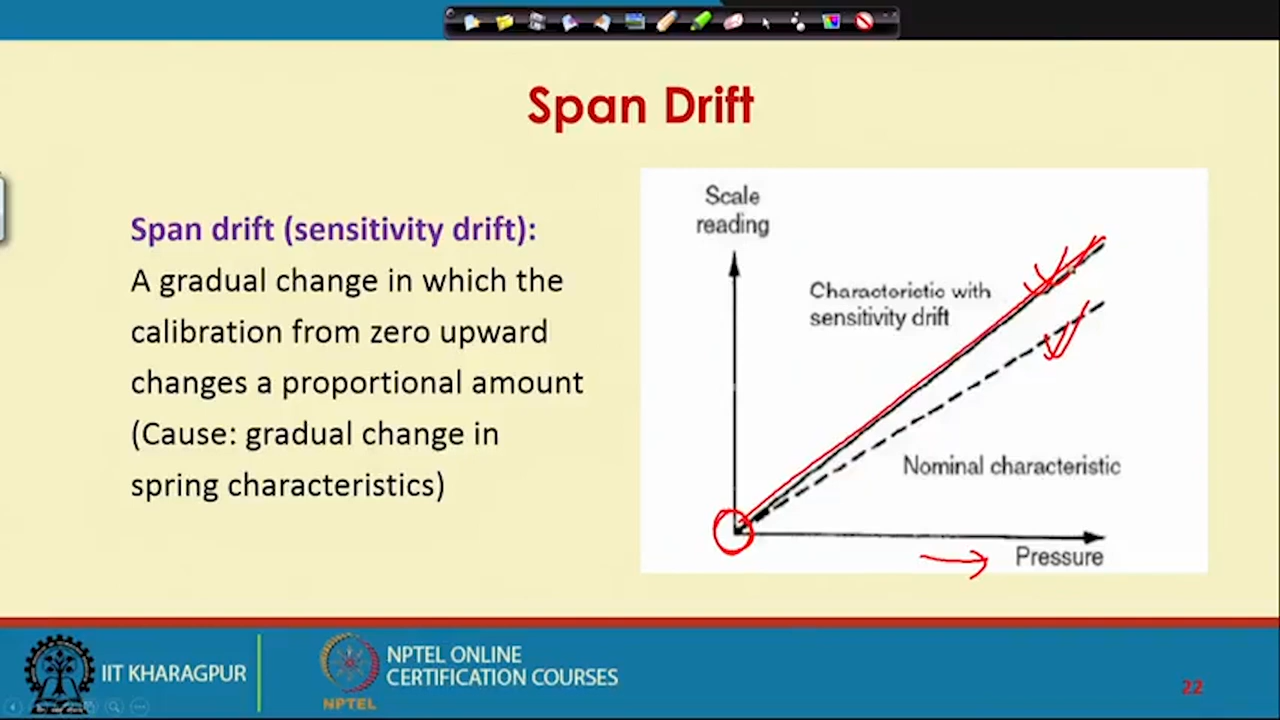 Span Drift
Span drift (sensitivity drift):
A gradual change in which the
calibration from zero upward
changes a proportional amount
(Cause: gradual change in
spring characteristics)
Scale
reading
Characteristic with
sensitivity drift
Nominal characteristic
Pressure
IIT KHARAGPUR
NPTEL
NPTEL ONLINE
CERTIFICATION COURSES
22